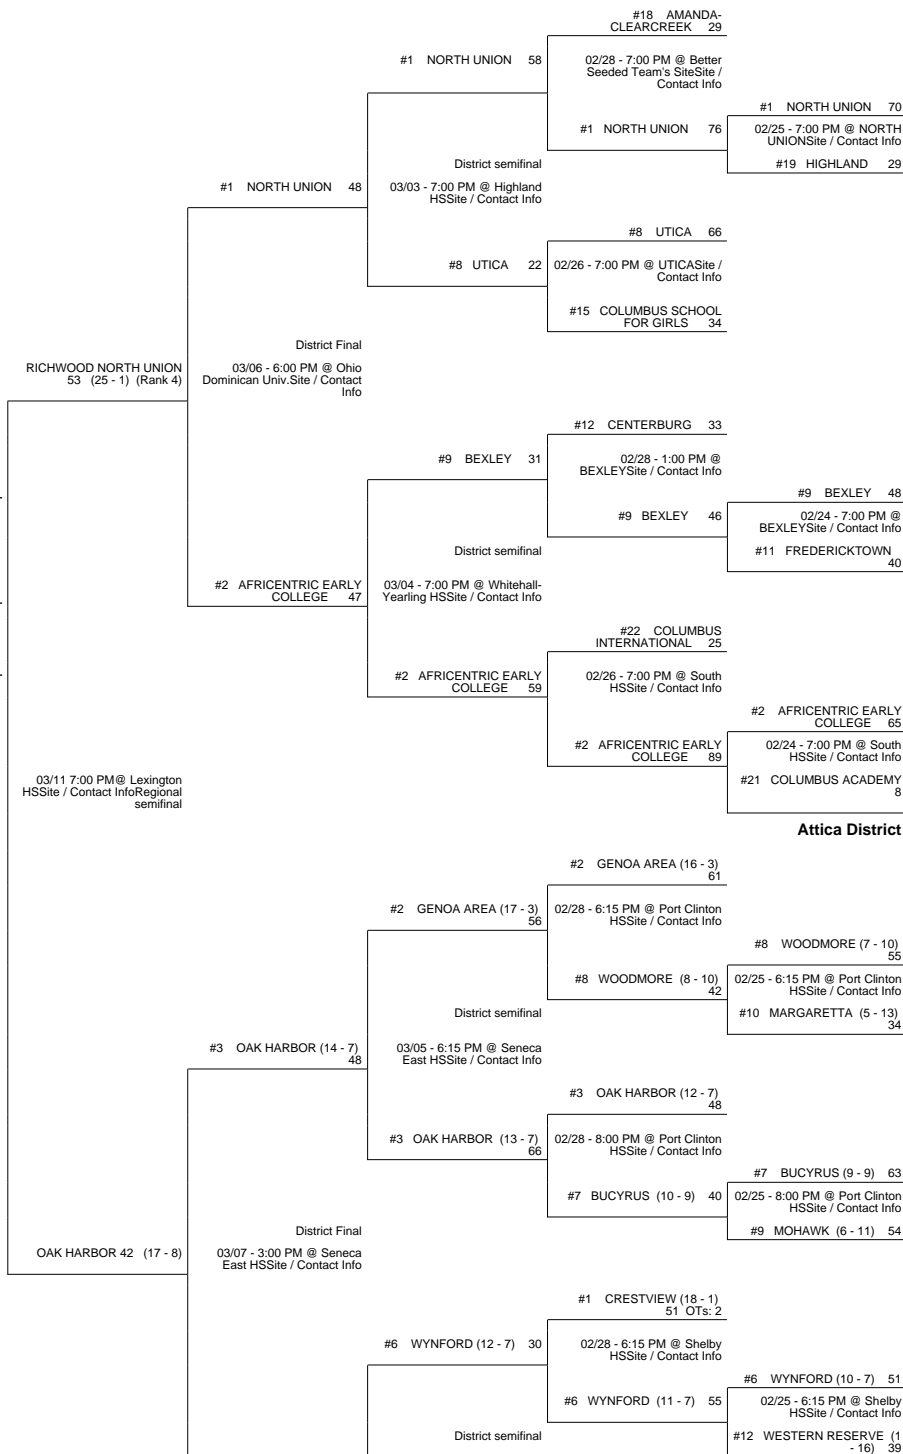 #18 AMANDA-
CLEARCREEK 29
#1 NORTH UNION 58
02/28 - 7:00 PM @ Better
Seeded Team's SiteSite /
Contact Info
#1 NORTH UNION 70
#1 NORTH UNION 76
02/25 - 7:00 PM @ NORTH
UNIONSite / Contact Info
District semifinal
#19 HIGHLAND 29
#1 NORTH UNION 48
03/03 - 7:00 PM @ Highland
HSSite / Contact Info
#8 UTICA 66
#8 UTICA 22
02/26 - 7:00 PM @ UTICASite /
Contact Info
#15 COLUMBUS SCHOOL
FOR GIRLS 34
District Final
RICHWOOD NORTH UNION
53 (25 - 1) (Rank 4)
03/06 - 6:00 PM @ Ohio
Dominican Univ.Site / Contact
Info
#12 CENTERBURG 33
#9 BEXLEY 31
02/28 - 1:00 PM @
BEXLEYSite / Contact Info
#9 BEXLEY 48
#9 BEXLEY 46
02/24 - 7:00 PM @
BEXLEYSite / Contact Info
District semifinal
#11 FREDERICKTOWN
40
#2 AFRICENTRIC EARLY
COLLEGE 47
03/04 - 7:00 PM @ Whitehall-
Yearling HSSite / Contact Info
#22 COLUMBUS
INTERNATIONAL 25
#2 AFRICENTRIC EARLY
COLLEGE 59
02/26 - 7:00 PM @ South
HSSite / Contact Info
#2 AFRICENTRIC EARLY
COLLEGE 65
#2 AFRICENTRIC EARLY
COLLEGE 89
02/24 - 7:00 PM @ South
HSSite / Contact Info
03/11 7:00 PM@ Lexington
HSSite / Contact InfoRegional
semifinal
#21 COLUMBUS ACADEMY
8
Attica District
#2 GENOA AREA (16 - 3)
61
#2 GENOA AREA (17 - 3)
56
02/28 - 6:15 PM @ Port Clinton
HSSite / Contact Info
#8 WOODMORE (7 - 10)
55
#8 WOODMORE (8 - 10)
42
02/25 - 6:15 PM @ Port Clinton
HSSite / Contact Info
District semifinal
#10 MARGARETTA (5 - 13)
34
#3 OAK HARBOR (14 - 7)
48
03/05 - 6:15 PM @ Seneca
East HSSite / Contact Info
#3 OAK HARBOR (12 - 7)
48
#3 OAK HARBOR (13 - 7)
66
02/28 - 8:00 PM @ Port Clinton
HSSite / Contact Info
#7 BUCYRUS (9 - 9) 63
#7 BUCYRUS (10 - 9) 40
02/25 - 8:00 PM @ Port Clinton
HSSite / Contact Info
#9 MOHAWK (6 - 11) 54
District Final
OAK HARBOR 42 (17 - 8)
03/07 - 3:00 PM @ Seneca
East HSSite / Contact Info
#1 CRESTVIEW (18 - 1)
51 OTs: 2
#6 WYNFORD (12 - 7) 30
02/28 - 6:15 PM @ Shelby
HSSite / Contact Info
#6 WYNFORD (10 - 7) 51
#6 WYNFORD (11 - 7) 55
02/25 - 6:15 PM @ Shelby
HSSite / Contact Info
District semifinal
#12 WESTERN RESERVE (1
- 16) 39